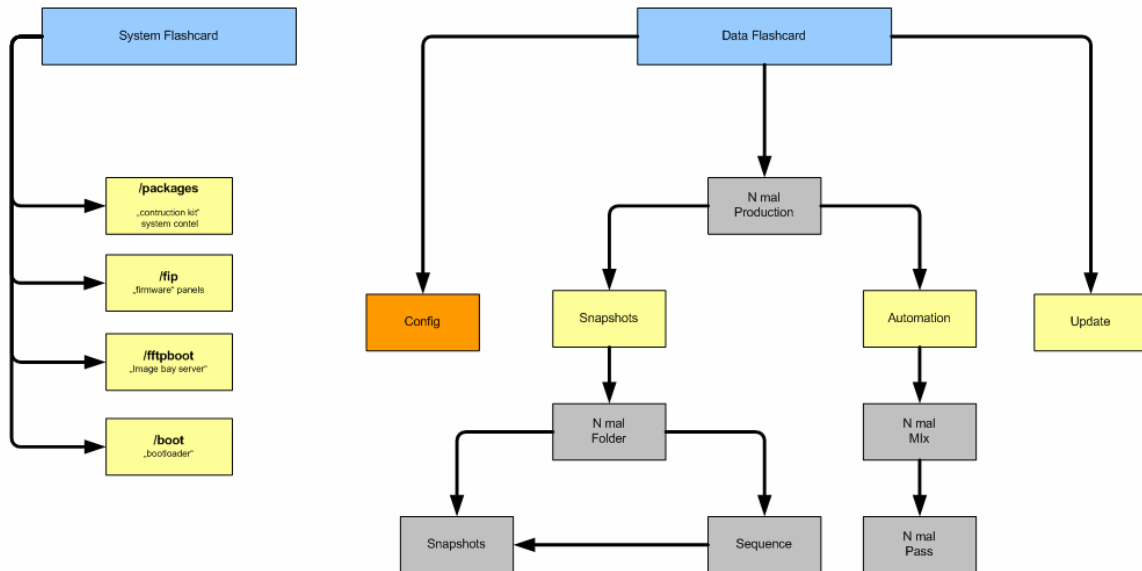 System Flashcard
Data Flashcard
/packages
„contruction kit"
system contel
N mal
Production
/fip
„firmware" panels
Config
Snapshots
Automation
Update
/fftpboot
„Image bay server"
N mal
Folder
N mal
MIx
/boot
„bootloader"
Snapshots
Sequence
N mal
Pass